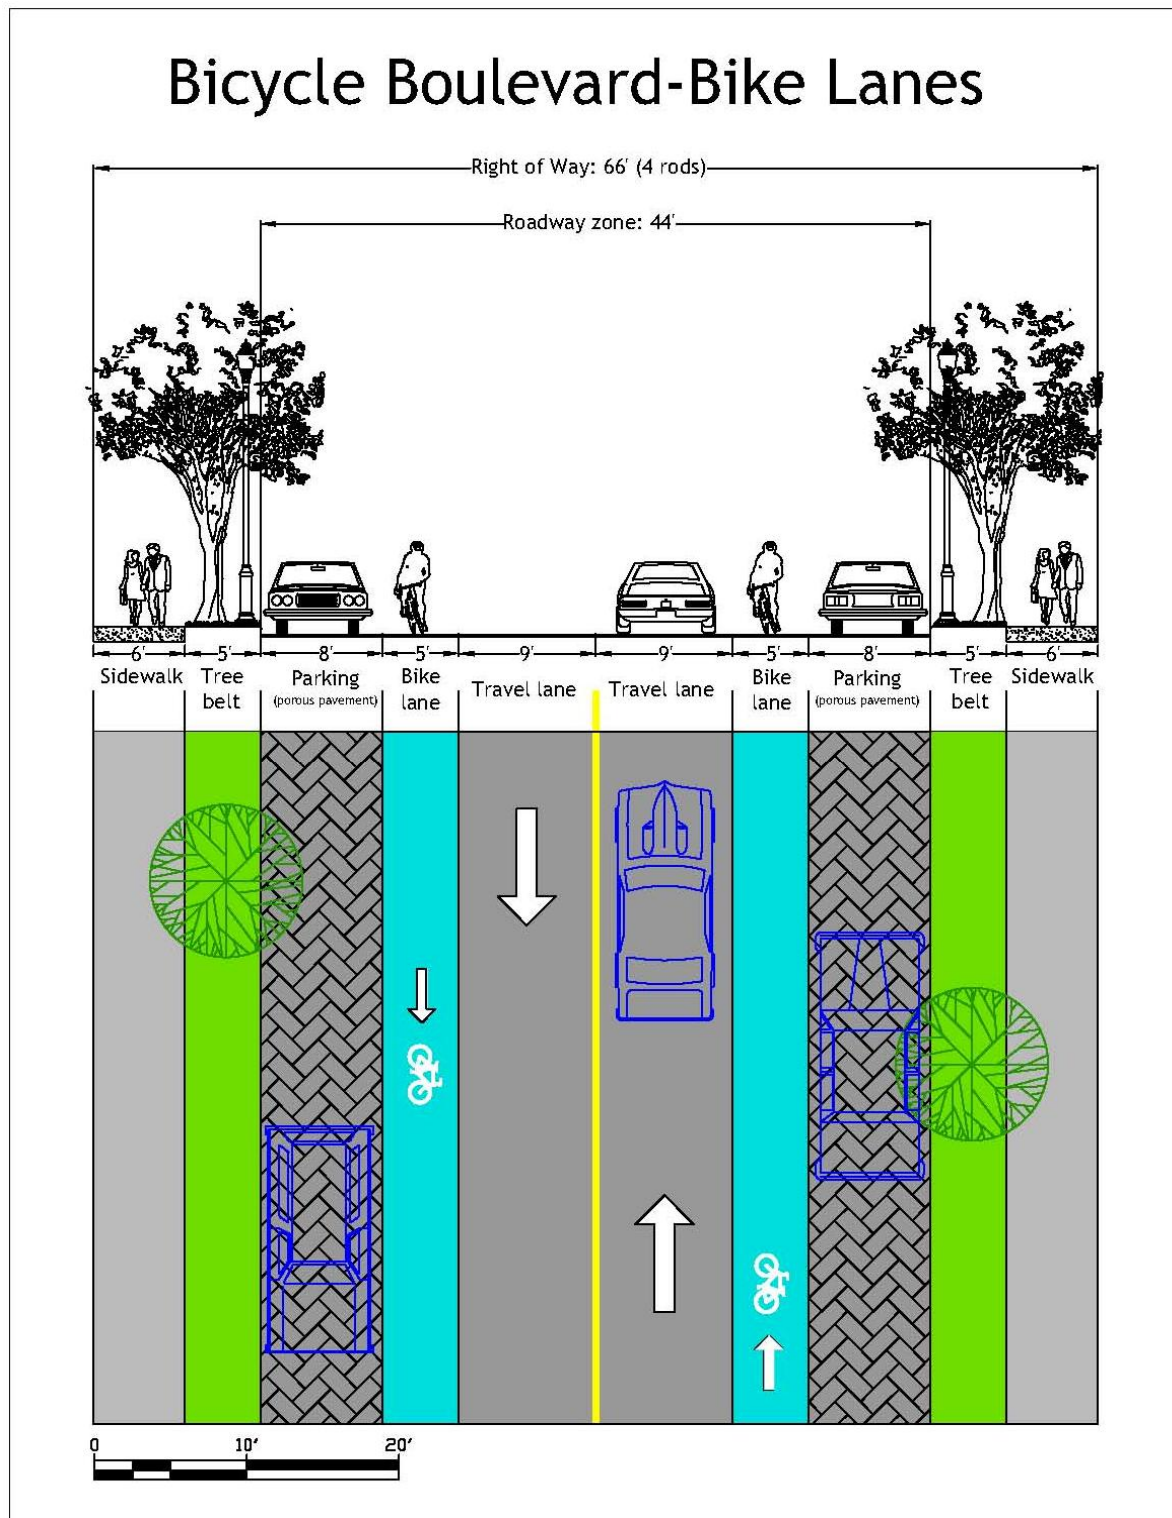 Bicycle Boulevard-Bike Lanes
Right of Way: 66' (4 rods)
Roadway zone: 44'
6' 5' 8' 5' 9' 9' 5' 8' 5' 6'
Sidewalk
Tree
belt
Parking
(porous pavement)
Bike
lane
Travel lane
Travel lane
Bike
lane
Parking
(porous pavement)
Tree
belt
Sidewalk
0 10' 20'